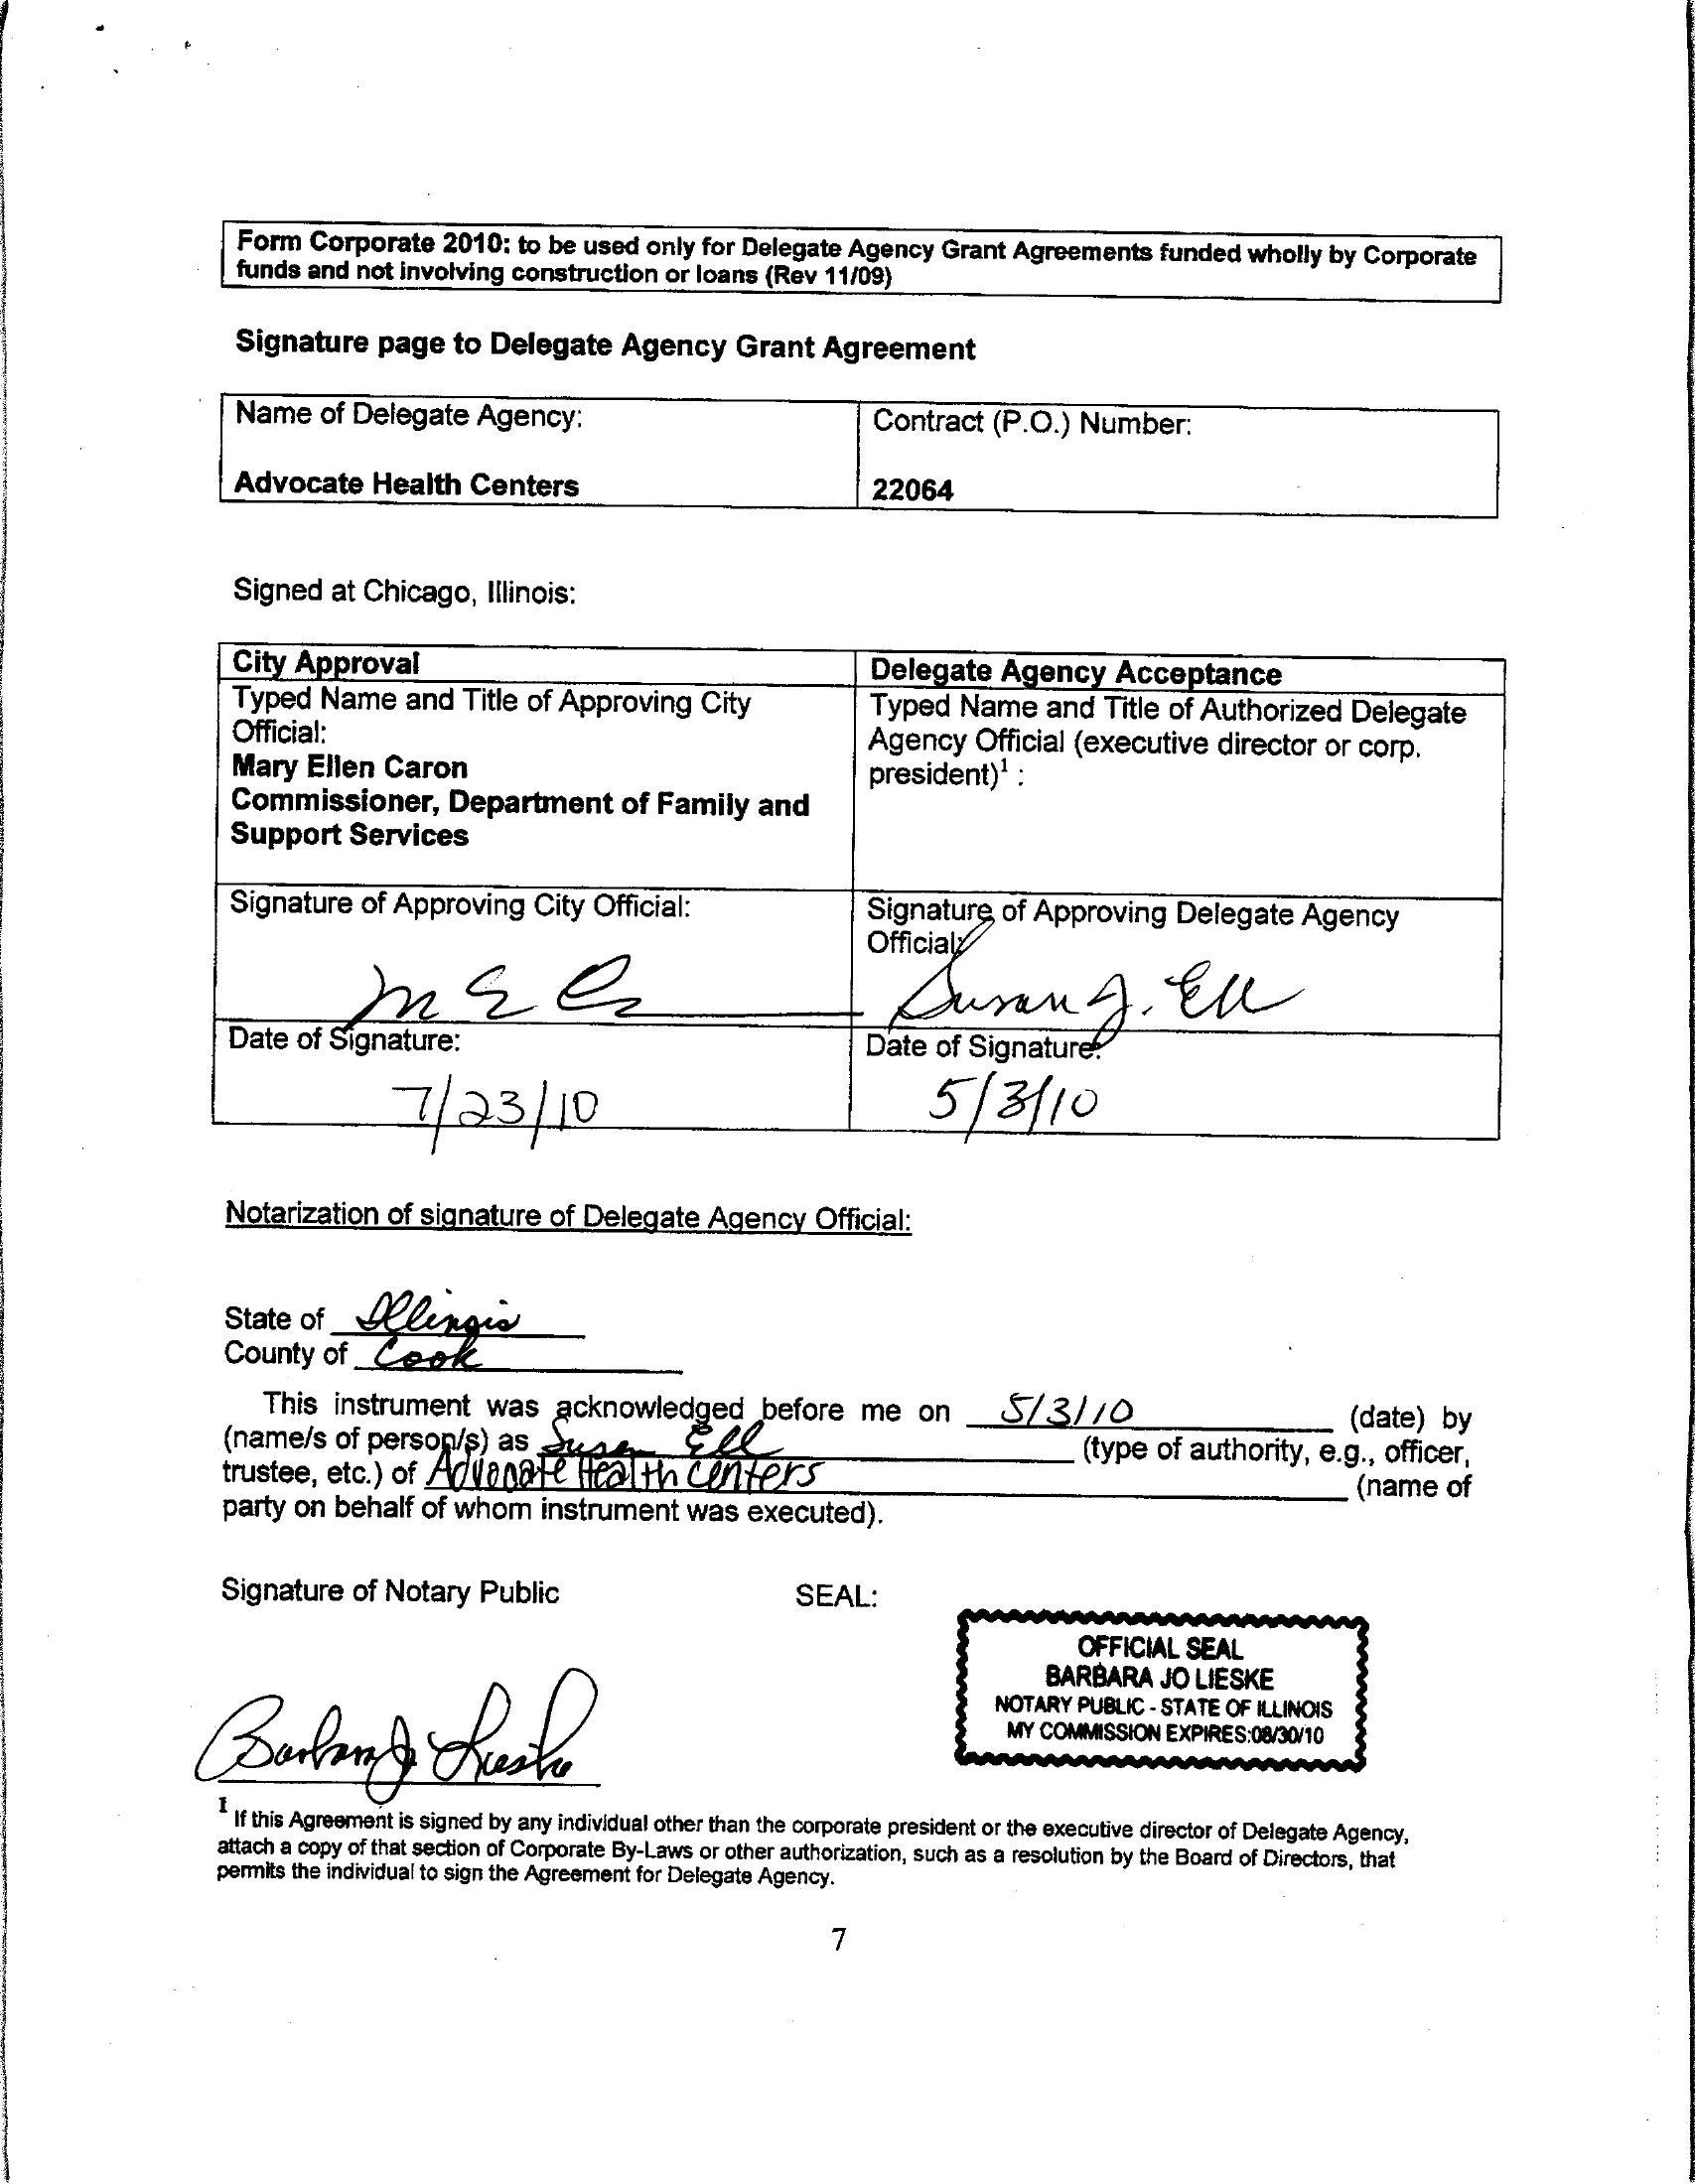 Form Corporate 2010: to be used only for Delegate Agency Grant Agreements funded wholly by Corporate
funds and not involving construction or loans (Rev 11/09)
Signature page to Delegate Agency Grant Agreement
Name of Delegate Agency:
Advocate Health Centers
Contract (P.O.) Number:
22064
Signed at Chicago, Illinois:
City Approval
Typed Name and Title of Approving City
Official:
Mary Ellen Caron
Commissioner, Department of Family and
Support Services
Delegate Agency Acceptance
Typed Name and Title of Authorized Delegate
Agency Official (executive director or corp.
president)¹ :
Signature of Approving City Official:
Signature of Approving Delegate Agency
Official:
Susan J. Ell
Date of Signature:
7/23/10
Date of Signature:
5/3/10
Notarization of signature of Delegate Agency Official:
State of Illinois
County of Cook
This instrument was acknowledged before me on 5/3/10 (date) by
(name/s of person/s) as Susan Ell (type of authority, e.g., officer,
trustee, etc.) of Advocate Health Centers (name of
party on behalf of whom instrument was executed).
Signature of Notary Public
SEAL:
OFFICIAL SEAL
BARBARA JO LIESKE
NOTARY PUBLIC - STATE OF ILLINOIS
MY COMMISSION EXPIRES:08/30/10
Barbara Jo Lieske
1 If this Agreement is signed by any individual other than the corporate president or the executive director of Delegate Agency,
attach a copy of that section of Corporate By-Laws or other authorization, such as a resolution by the Board of Directors, that
permits the individual to sign the Agreement for Delegate Agency.
7